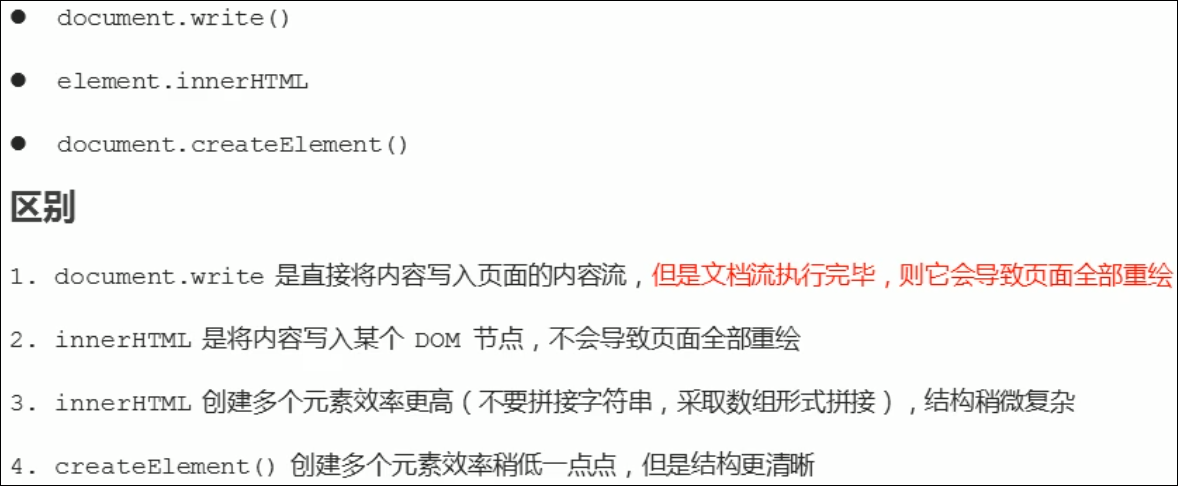 ● document.write()
● element.innerHTML
● document.createElement()
区别
1. document.write 是直接将内容写入页面的内容流，但是文档流执行完毕，则它会导致页面全部重绘
2. innerHTML 是将内容写入某个 DOM 节点，不会导致页面全部重绘
3. innerHTML 创建多个元素效率更高（不要拼接字符串，采取数组形式拼接），结构稍微复杂
4. createElement() 创建多个元素效率稍低一点点，但是结构更清晰